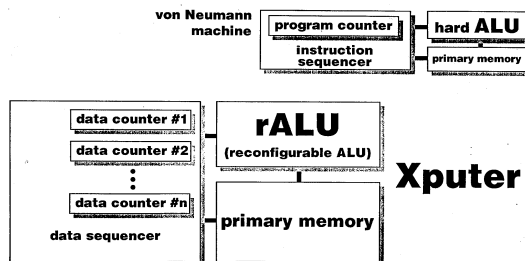 von Neumann
machine
program counter
instruction
sequencer
hard ALU
primary memory
data counter #1
data counter #2
data counter #n
data sequencer
rALU
(reconfigurable ALU)
primary memory
Xputer